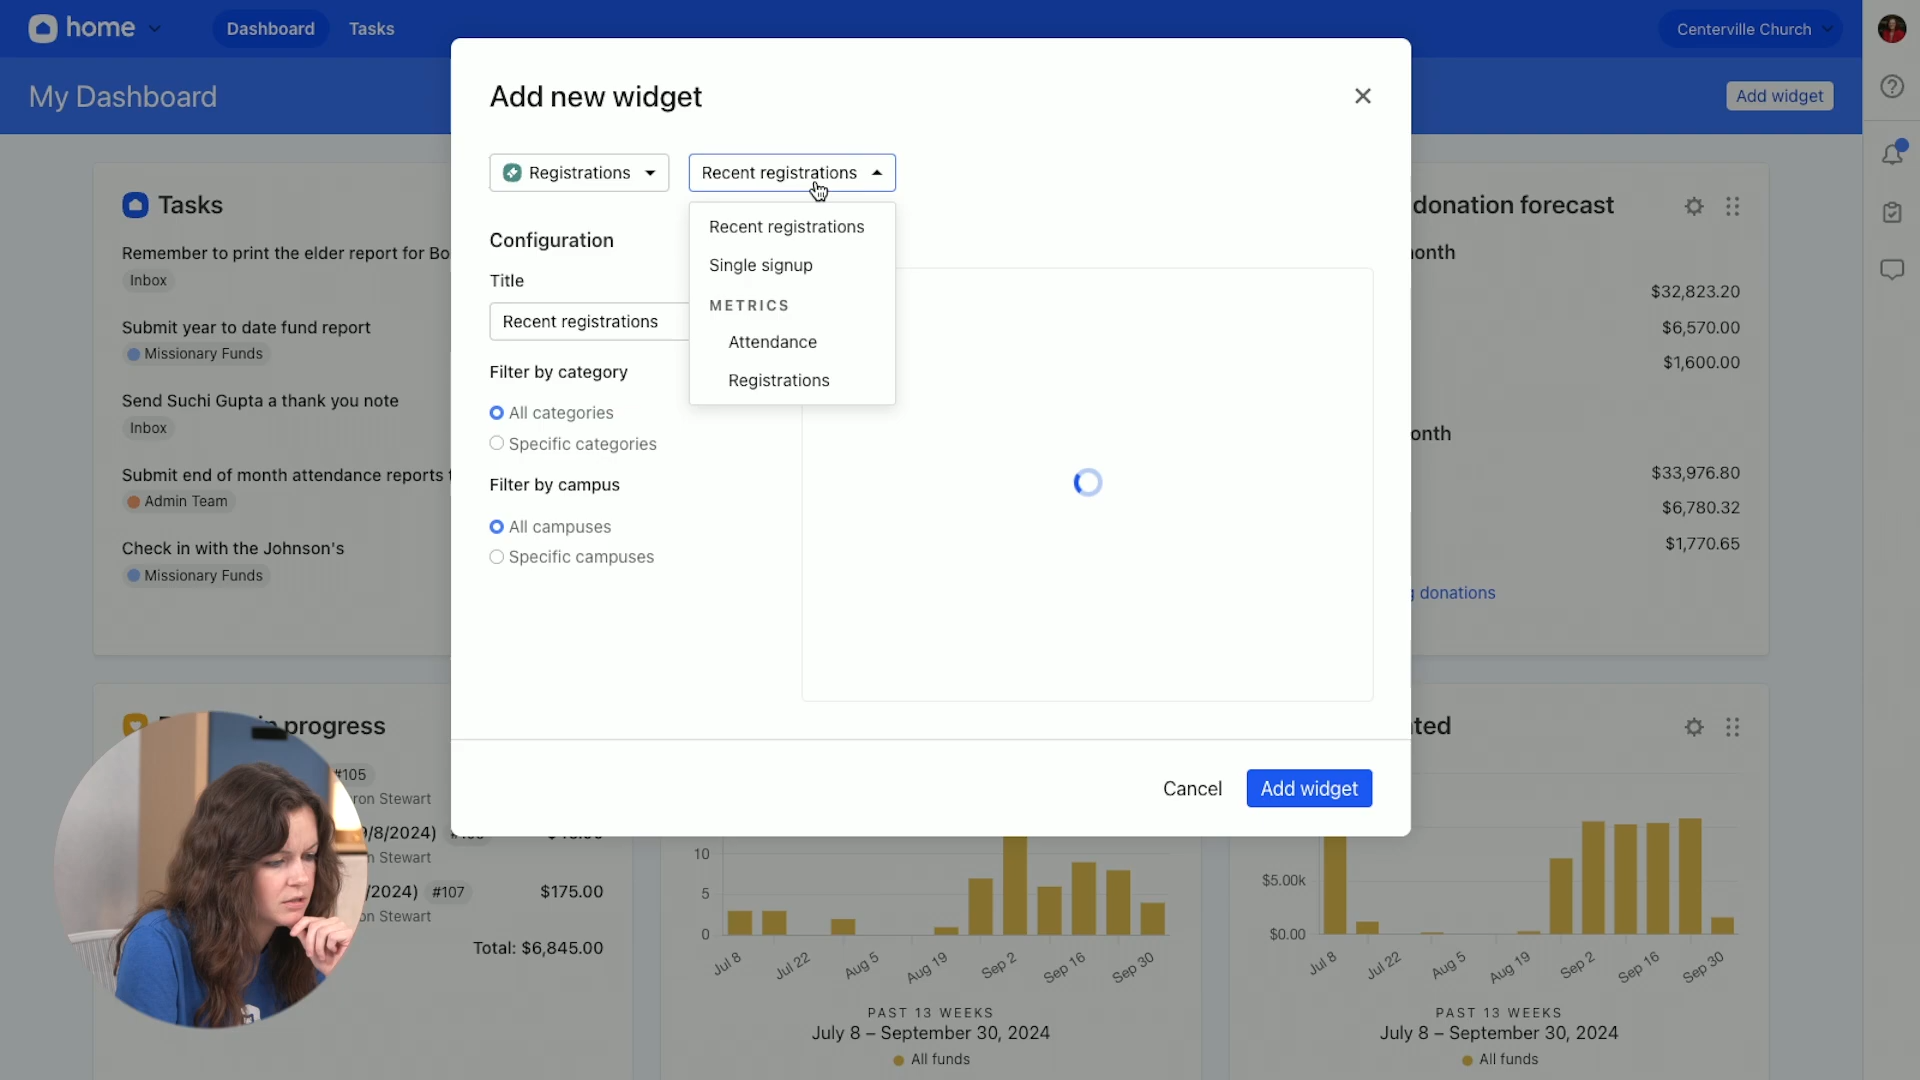 home
Dashboard
Tasks
Centerville Church
My Dashboard
Add widget
Add new widget
Registrations
Recent registrations
Recent registrations
Single signup
METRICS
Attendance
Registrations
Configuration
Title
Recent registrations
Filter by category
All categories
Specific categories
Filter by campus
All campuses
Specific campuses
Cancel
Add widget
Tasks
Remember to print the elder report for Bo
Inbox
Submit year to date fund report
Missionary Funds
Send Suchi Gupta a thank you note
Inbox
Submit end of month attendance reports
Admin Team
Check in with the Johnson's
Missionary Funds
donation forecast
onth
$32,823.20
$6,570.00
$1,600.00
onth
$33,976.80
$6,780.32
$1,770.65
donations
progress
#105
ron Stewart
/8/2024)
n Stewart
/2024) #107
$175.00
on Stewart
Total: $6,845.00
10
5
0
Jul 8
Jul 22
Aug 5
Aug 19
Sep 2
Sep 16
Sep 30
PAST 13 WEEKS
July 8 – September 30, 2024
All funds
ted
$5.00k
$0.00
Jul 8
Jul 22
Aug 5
Aug 19
Sep 2
Sep 16
Sep 30
PAST 13 WEEKS
July 8 – September 30, 2024
All funds